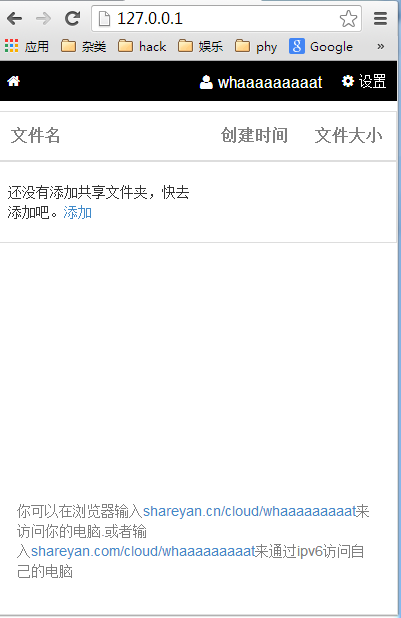 127.0.0.1
应用 杂类 hack 娱乐 phy Google »
whaaaaaaaaat 设置
文件名 创建时间 文件大小
还没有添加共享文件夹，快去
添加吧。添加
你可以在浏览器输入shareyan.cn/cloud/whaaaaaaaaat来
访问你的电脑.或者输
入shareyan.com/cloud/whaaaaaaaaat来通过ipv6访问自
己的电脑